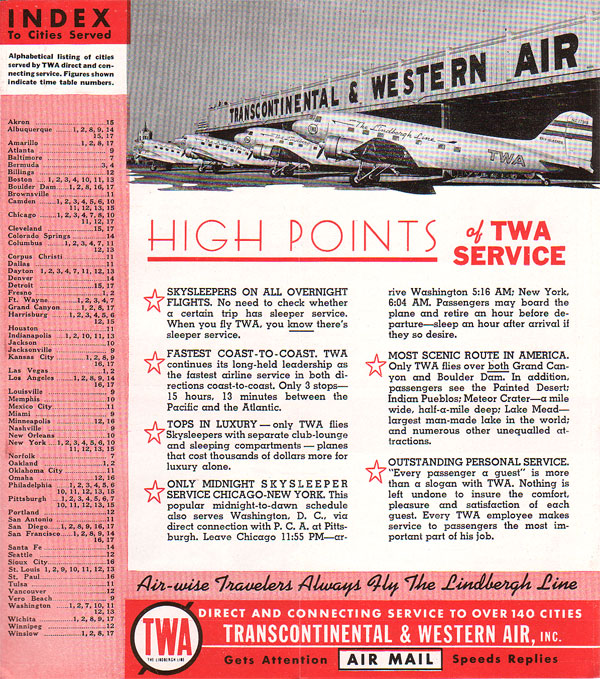 INDEX
To Cities Served
Alphabetical listing of cities
served by TWA direct and con-
necting service. Figures shown
indicate time table numbers.
Akron 15
Albuquerque 1, 2, 8, 9, 14
15, 17
Amarillo 1, 2, 8, 17
Atlanta 9
Baltimore 7
Bermuda 3, 4
Billings 12
Boston 1, 2, 3, 4, 10, 11, 13
Boulder Dam 1, 2, 8, 16, 17
Brownsville 11
Camden 1, 2, 3, 4, 5, 6, 10
11, 12, 13, 15
Chicago 1, 2, 3, 4, 7, 8, 10
11, 12, 17
Cleveland 15, 17
Colorado Springs 14
Columbus 1, 2, 3, 4, 7, 11
12, 13
Corpus Christi 11
Dallas 11
Dayton 1, 2, 3, 4, 7, 11, 12, 13
Denver 14
Detroit 15, 17
Fresno 1, 2
Ft. Wayne 1, 2, 3, 4, 7
Grand Canyon 1, 2, 8, 17
Harrisburg 1, 2, 3, 4, 5, 6
12, 15
Houston 11
Indianapolis 1, 2, 10, 11, 13
Jackson 10
Jacksonville 9
Kansas City 1, 2, 8, 9
16, 17
Las Vegas 1, 2
Los Angeles 1, 2, 8, 9, 14
16, 17
Louisville 9
Memphis 9
Mexico City 11
Miami 9
Minneapolis 12, 16
Nashville 9
New Orleans 10
New York 1, 2, 3, 4, 5, 6, 10
11, 12, 13, 15
Norfolk 7
Oakland 1, 2
Oklahoma City 11
Omaha 12, 16
Philadelphia 1, 2, 3, 4, 5, 6
10, 11, 12, 13, 15
Pittsburgh 1, 2, 3, 4, 5, 6, 7
10, 11, 12, 13, 15
Portland 12
San Antonio 11
San Diego 1, 2, 8, 9, 16, 17
San Francisco 1, 2, 8, 9, 14
16, 17
Santa Fe 14
Seattle 12
Sioux City 16
St. Louis 1, 2, 9, 10, 11, 12, 13
St. Paul 16
Tulsa 11
Vancouver 12
Vero Beach 9
Washington 1, 2, 7, 10, 11
12, 13
Wichita 1, 2, 8, 9, 17
Winnipeg 12
Winslow 1, 2, 8, 17
TRANSCONTINENTAL & WESTERN AIR
The Lindbergh Line
TWA
HIGH POINTS of TWA
SERVICE
SKYSLEEPERS ON ALL OVERNIGHT
FLIGHTS. No need to check whether
a certain trip has sleeper service.
When you fly TWA, you know there's
sleeper service.
FASTEST COAST-TO-COAST. TWA
continues its long-held leadership as
the fastest airline service in both di-
rections coast-to-coast. Only 3 stops—
15 hours, 13 minutes between the
Pacific and the Atlantic.
TOPS IN LUXURY — only TWA flies
Skysleepers with separate club-lounge
and sleeping compartments — planes
that cost thousands of dollars more for
luxury alone.
ONLY MIDNIGHT SKYSLEEPER
SERVICE CHICAGO-NEW YORK. This
popular midnight-to-dawn schedule
also serves Washington, D. C., via
direct connection with P. C. A. at Pitts-
burgh. Leave Chicago 11:55 PM—ar-
rive Washington 5:16 AM; New York,
6:04 AM. Passengers may board the
plane and retire an hour before de-
parture—sleep an hour after arrival if
they so desire.
MOST SCENIC ROUTE IN AMERICA.
Only TWA flies over both Grand Can-
yon and Boulder Dam. In addition,
passengers see the Painted Desert;
Indian Pueblos; Meteor Crater—a mile
wide, half-a-mile deep; Lake Mead—
largest man-made lake in the world;
and numerous other unequalled at-
tractions.
OUTSTANDING PERSONAL SERVICE.
"Every passenger a guest" is more
than a slogan with TWA. Nothing is
left undone to insure the comfort,
pleasure and satisfaction of each
guest. Every TWA employee makes
service to passengers the most im-
portant part of his job.
Air-wise Travelers Always Fly The Lindbergh Line
TWA
THE LINDBERGH LINE
DIRECT AND CONNECTING SERVICE TO OVER 140 CITIES
TRANSCONTINENTAL & WESTERN AIR, INC.
Gets Attention AIR MAIL Speeds Replies